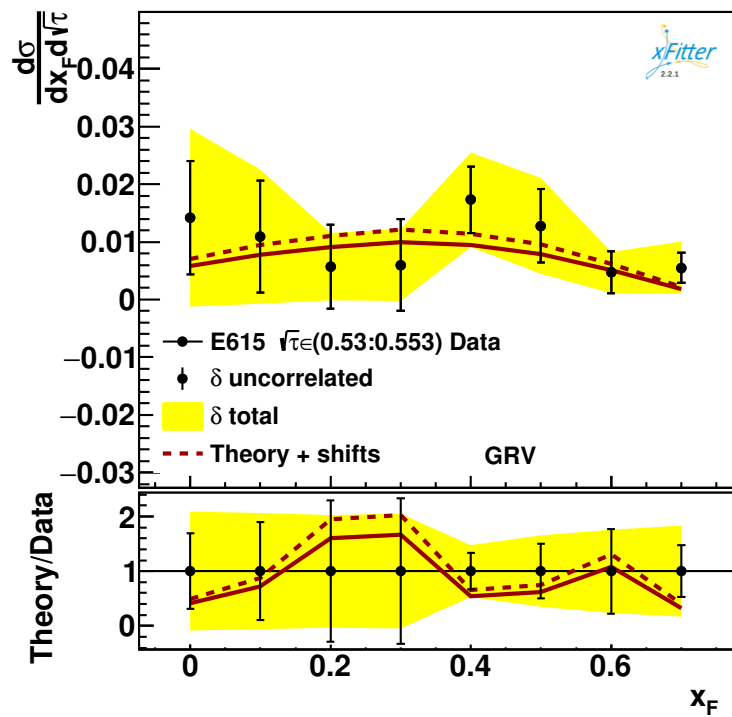 dσ
dx_F d√τ
xFitter
2.2.1
0.04
0.03
0.02
0.01
0
−0.01
−0.02
−0.03
E615 √τ∈(0.53:0.553) Data
δ uncorrelated
δ total
Theory + shifts GRV
Theory/Data
2
1
0
0 0.2 0.4 0.6
x_F